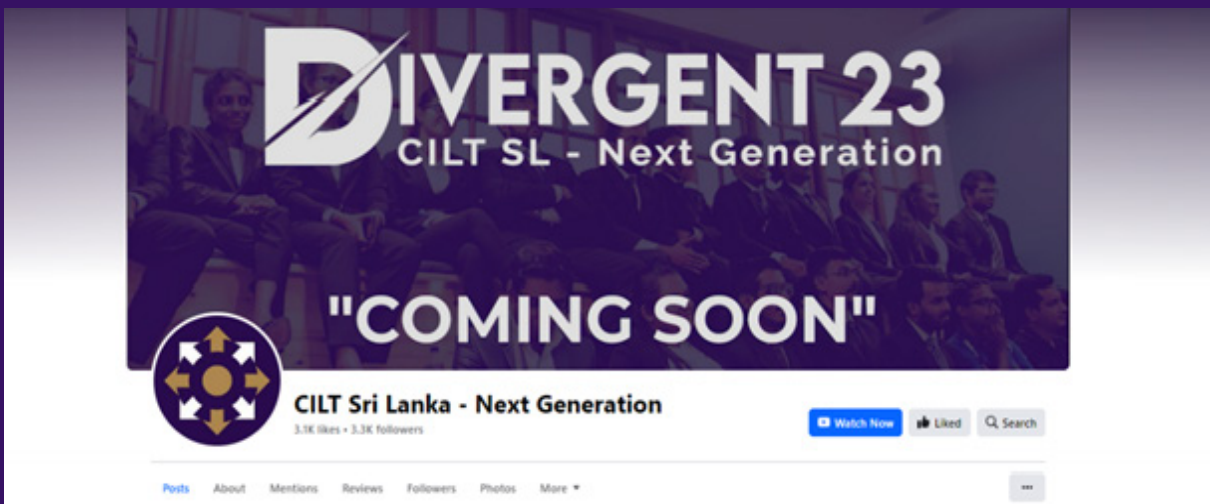 DIVERGENT 23
CILT SL - Next Generation
"COMING SOON"
CILT Sri Lanka - Next Generation
3.1K likes • 3.3K followers
Watch Now Liked Search
Posts About Mentions Reviews Followers Photos More